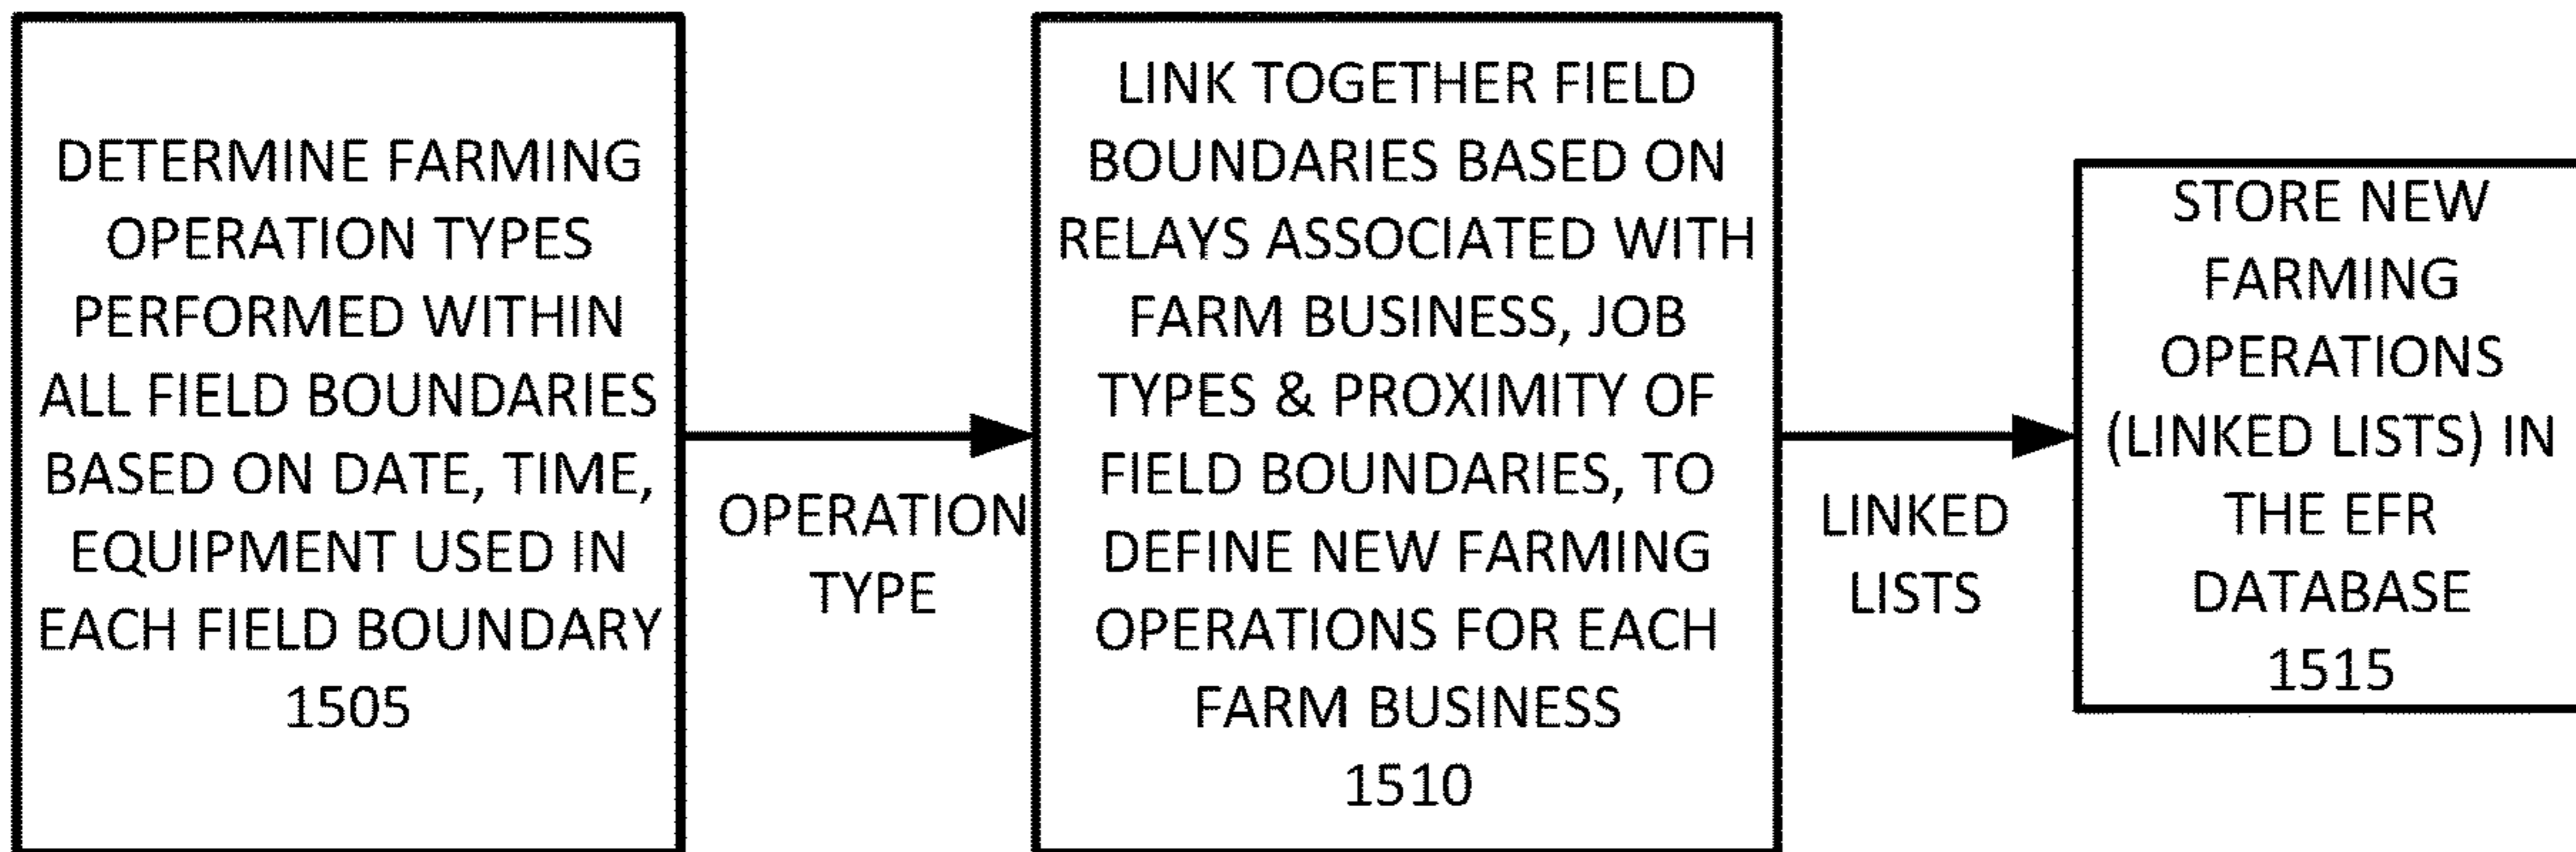 DETERMINE FARMING
OPERATION TYPES
PERFORMED WITHIN
ALL FIELD BOUNDARIES
BASED ON DATE, TIME,
EQUIPMENT USED IN
EACH FIELD BOUNDARY
1505
OPERATION
TYPE
LINK TOGETHER FIELD
BOUNDARIES BASED ON
RELAYS ASSOCIATED WITH
FARM BUSINESS, JOB
TYPES & PROXIMITY OF
FIELD BOUNDARIES, TO
DEFINE NEW FARMING
OPERATIONS FOR EACH
FARM BUSINESS
1510
LINKED
LISTS
STORE NEW
FARMING
OPERATIONS
(LINKED LISTS) IN
THE EFR
DATABASE
1515